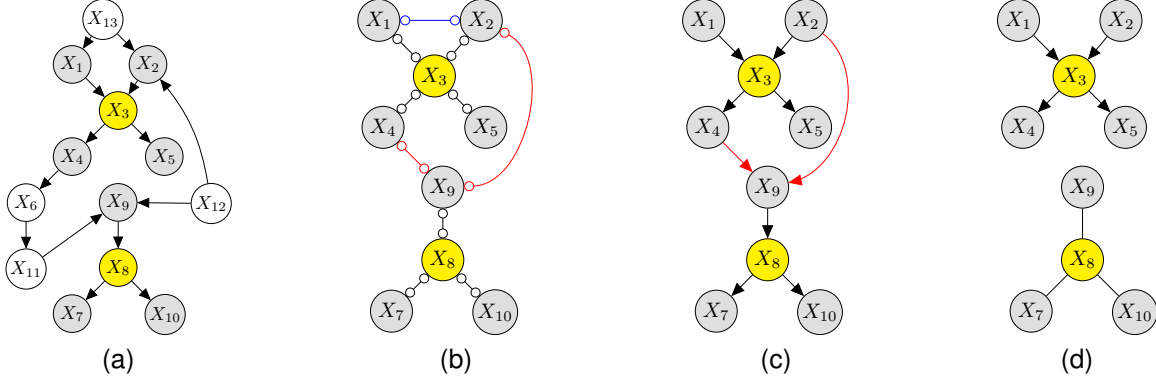 X13
X1 X2
X3
X4 X5
X6 X9 X12
X11 X8
X7 X10
(a)
X1 X2
X3
X4 X5
X9
X8
X7 X10
(b)
X1 X2
X3
X4 X5
X9
X8
X7 X10
(c)
X1 X2
X3
X4 X5
X9
X8
X7 X10
(d)